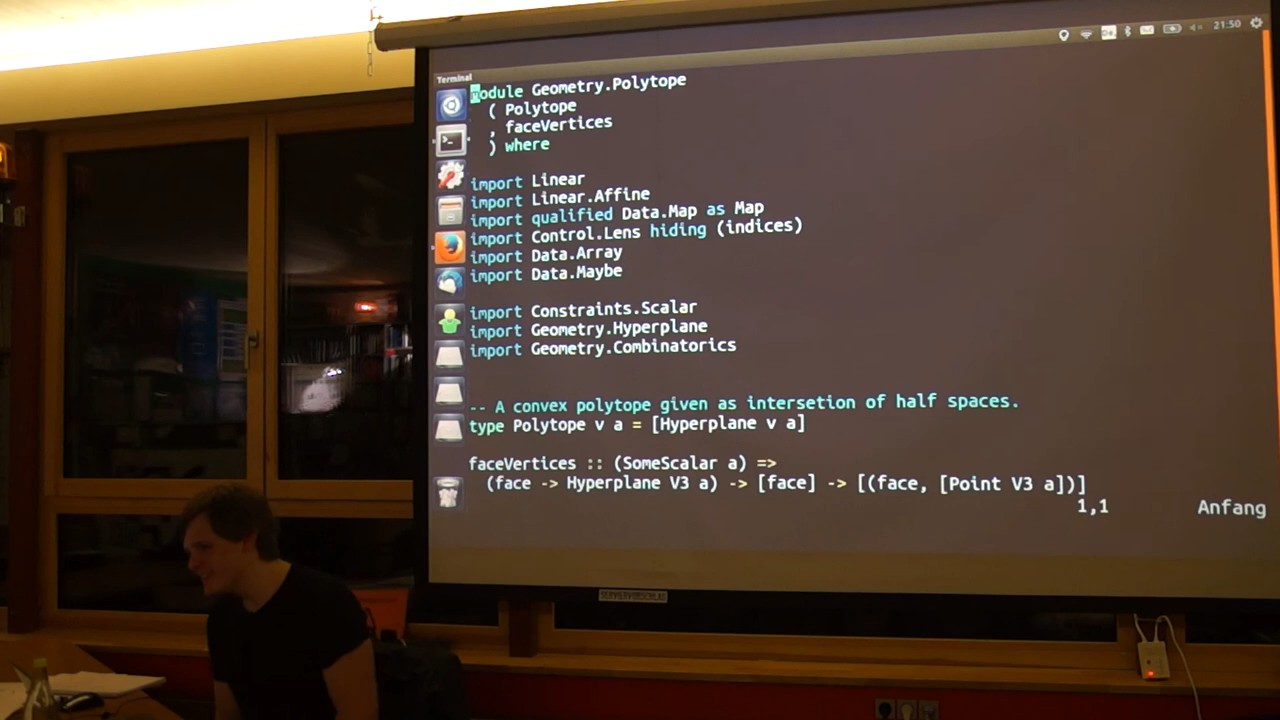 21:50
Terminal
module Geometry.Polytope
( Polytope
, faceVertices
) where
import Linear
import Linear.Affine
import qualified Data.Map as Map
import Control.Lens hiding (indices)
import Data.Array
import Data.Maybe
import Constraints.Scalar
import Geometry.Hyperplane
import Geometry.Combinatorics
-- A convex polytope given as intersetion of half spaces.
type Polytope v a = [Hyperplane v a]
faceVertices :: (SomeScalar a) =>
(face -> Hyperplane V3 a) -> [face] -> [(face, [Point V3 a])]
1,1 Anfang